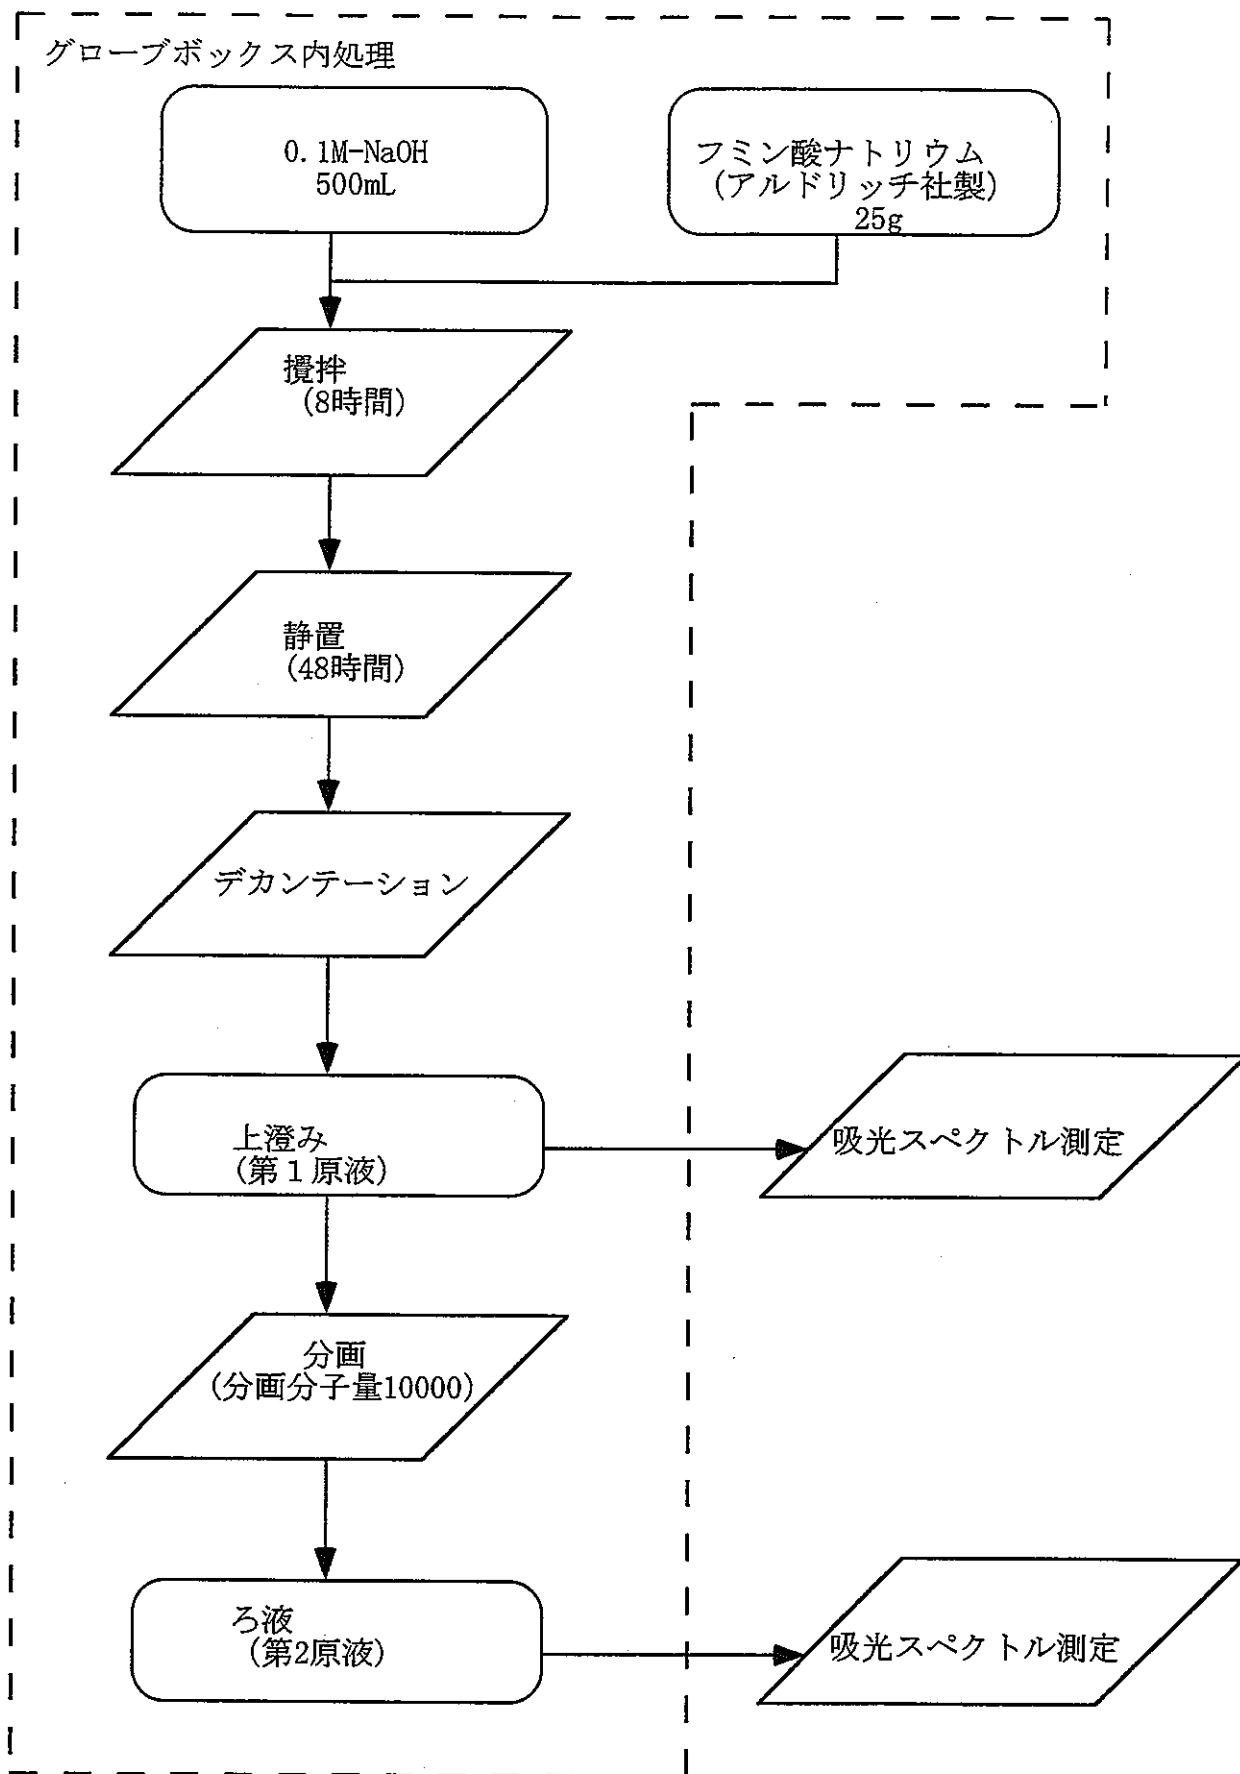 グローブボックス内処理
0.1M-NaOH
500mL
フミン酸ナトリウム
(アルドリッチ社製)
25g
攪拌
(8時間)
静置
(48時間)
デカンテーション
上澄み
(第１原液)
吸光スペクトル測定
分画
(分画分子量10000)
ろ液
(第2原液)
吸光スペクトル測定